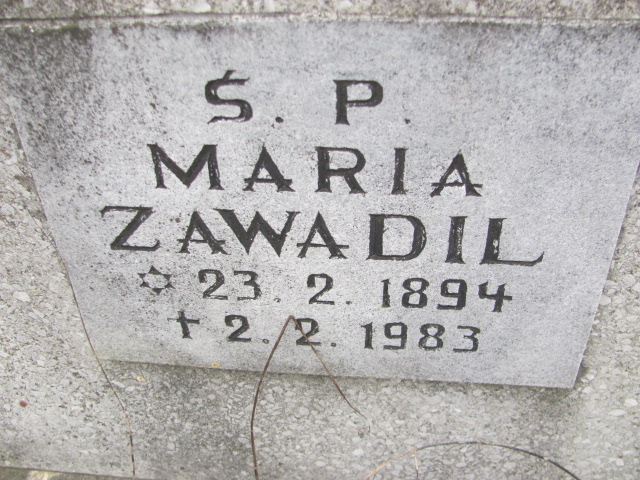 Ś. P.
MARIA
ZAWADIL
✡ 23. 2. 1894
✝ 2. 2. 1983